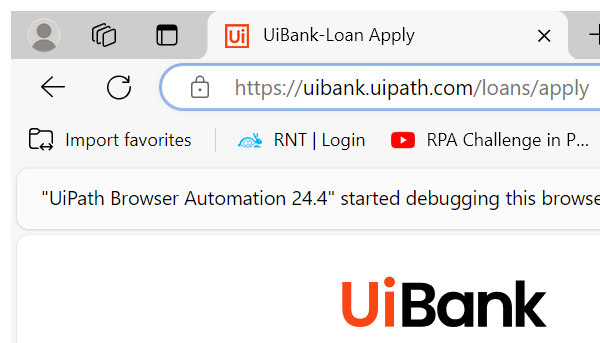 Ui UiBank-Loan Apply
https://uibank.uipath.com/loans/apply
Import favorites RNT | Login RPA Challenge in P...
"UiPath Browser Automation 24.4" started debugging this browse
UiBank